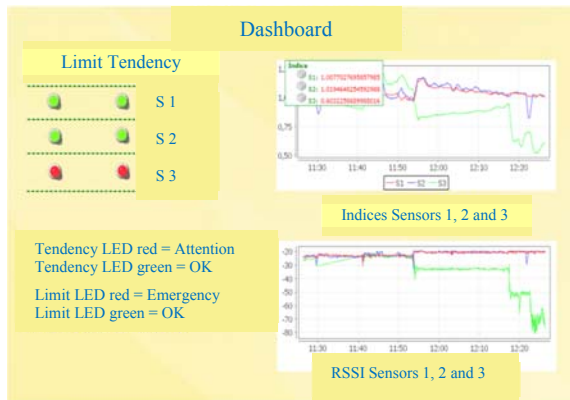 Dashboard
Limit Tendency
S 1
S 2
S 3
Tendency LED red = Attention
Tendency LED green = OK
Limit LED red = Emergency
Limit LED green = OK
Indice
S1:
S2:
S3:
0,75
0,50
11:30 11:40 11:50 12:00 12:10 12:20
S1 S2 S3
Indices Sensors 1, 2 and 3
-20
-30
-40
-50
-60
-70
-80
11:30 11:40 11:50 12:00 12:10 12:20
RSSI Sensors 1, 2 and 3